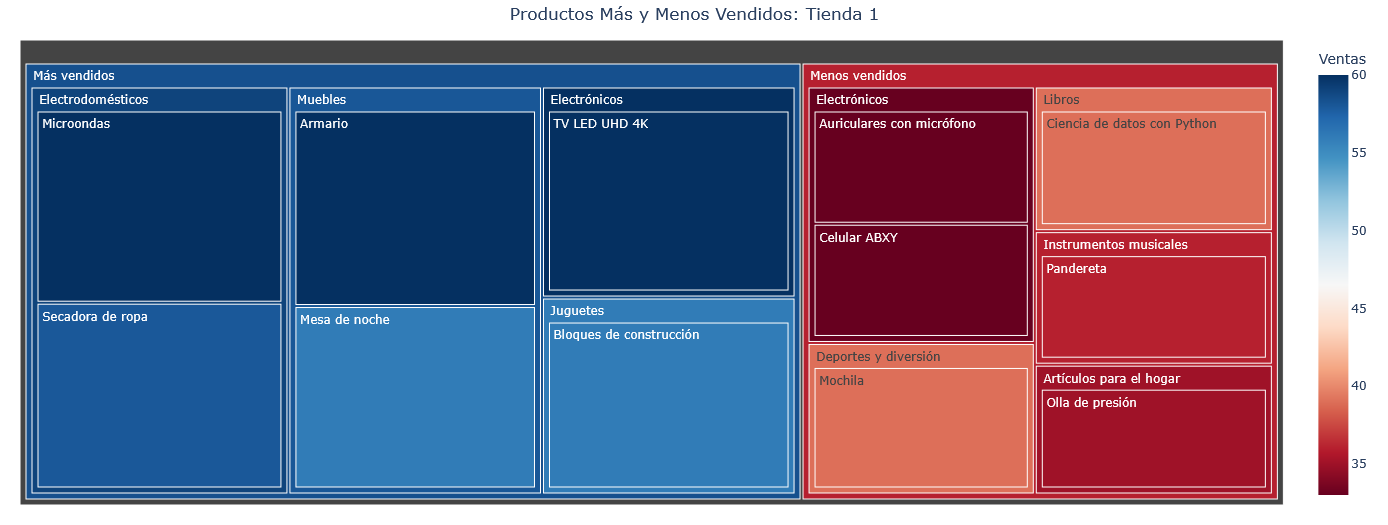 Productos Más y Menos Vendidos: Tienda 1
Más vendidos
Electrodomésticos
Microondas
Secadora de ropa
Muebles
Armario
Mesa de noche
Electrónicos
TV LED UHD 4K
Juguetes
Bloques de construcción
Menos vendidos
Electrónicos
Auriculares con micrófono
Celular ABXY
Deportes y diversión
Mochila
Libros
Ciencia de datos con Python
Instrumentos musicales
Pandereta
Artículos para el hogar
Olla de presión
Ventas
60
55
50
45
40
35